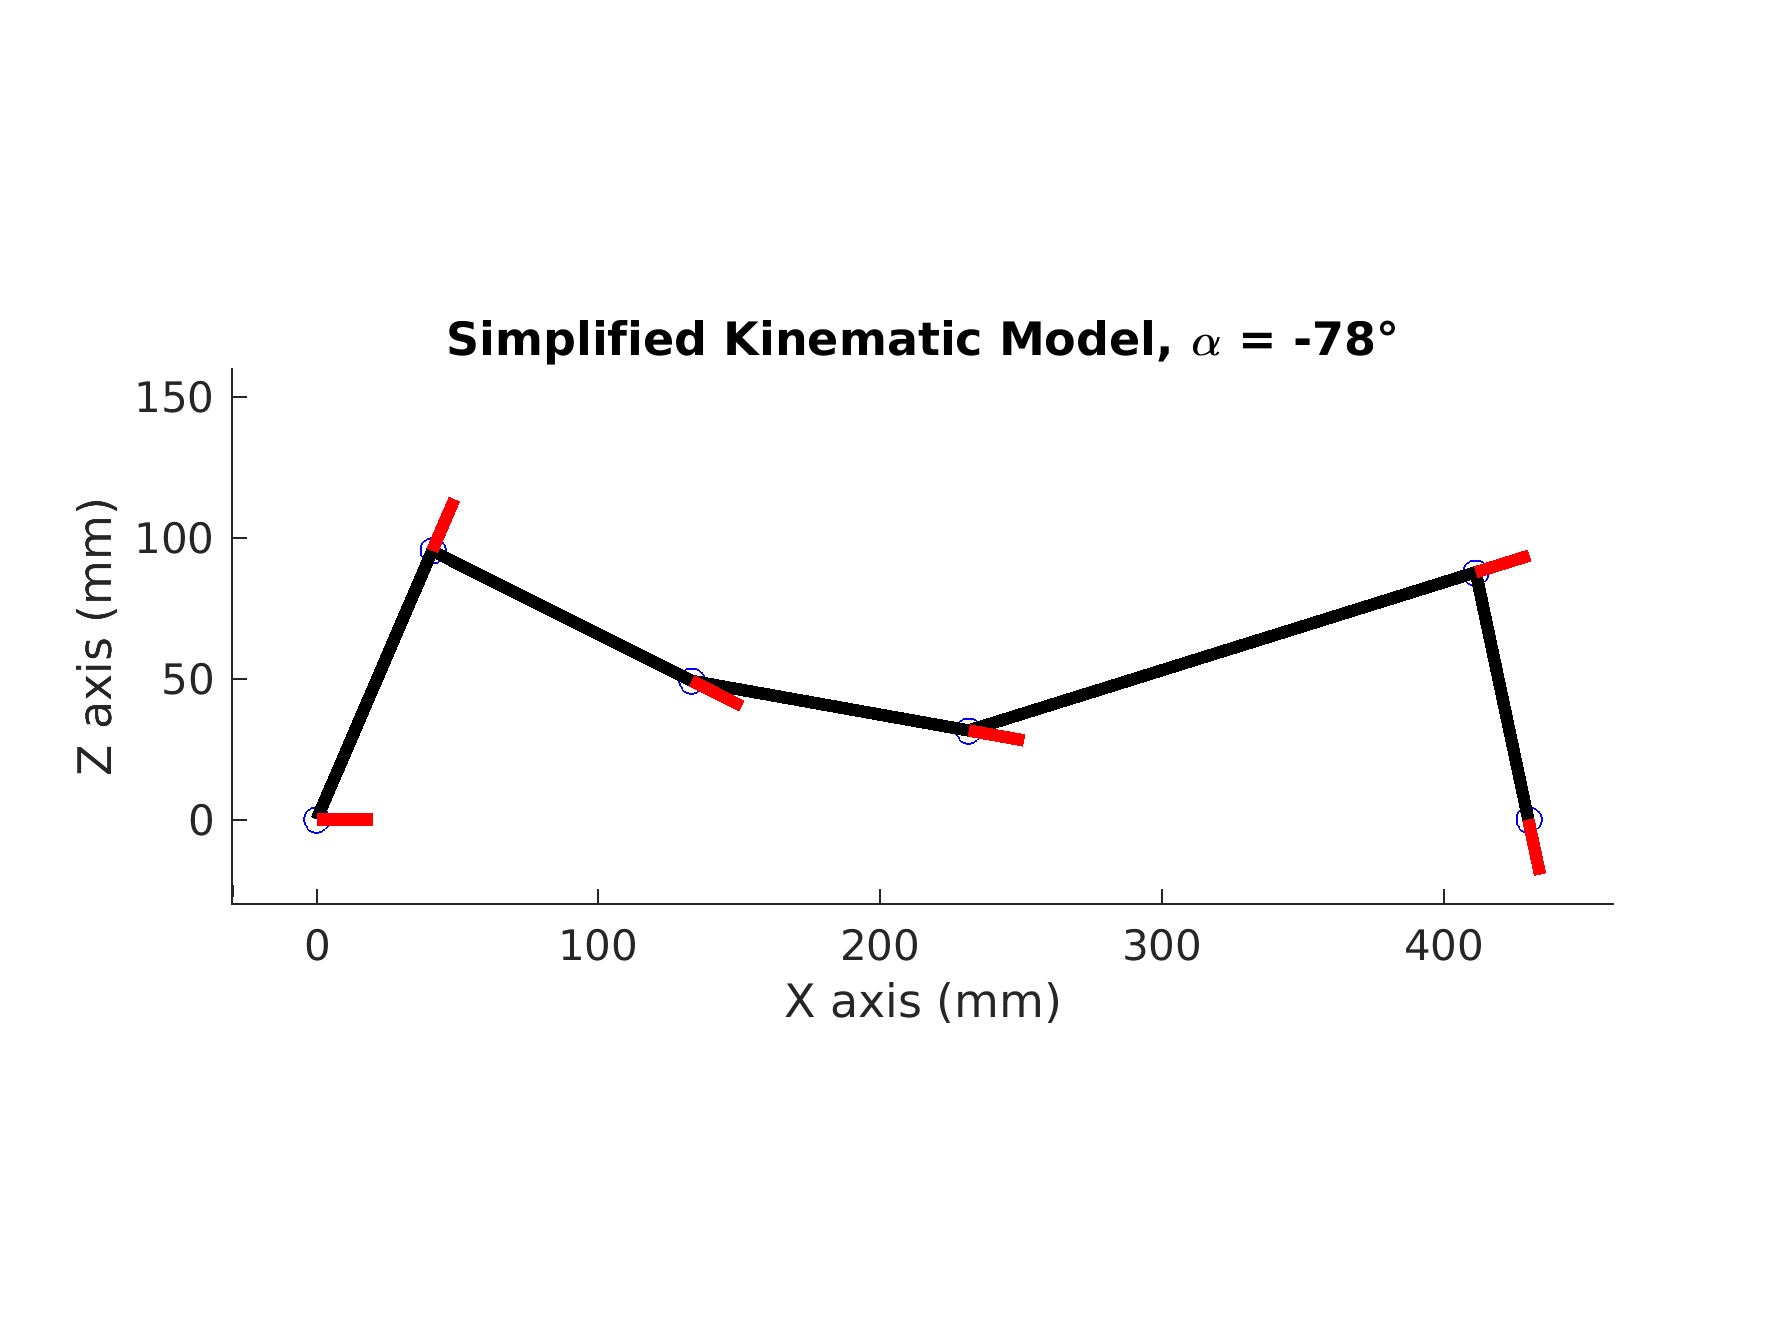 Simplified Kinematic Model, α = -78°
150
100
50
0
Z axis (mm)
0 100 200 300 400
X axis (mm)